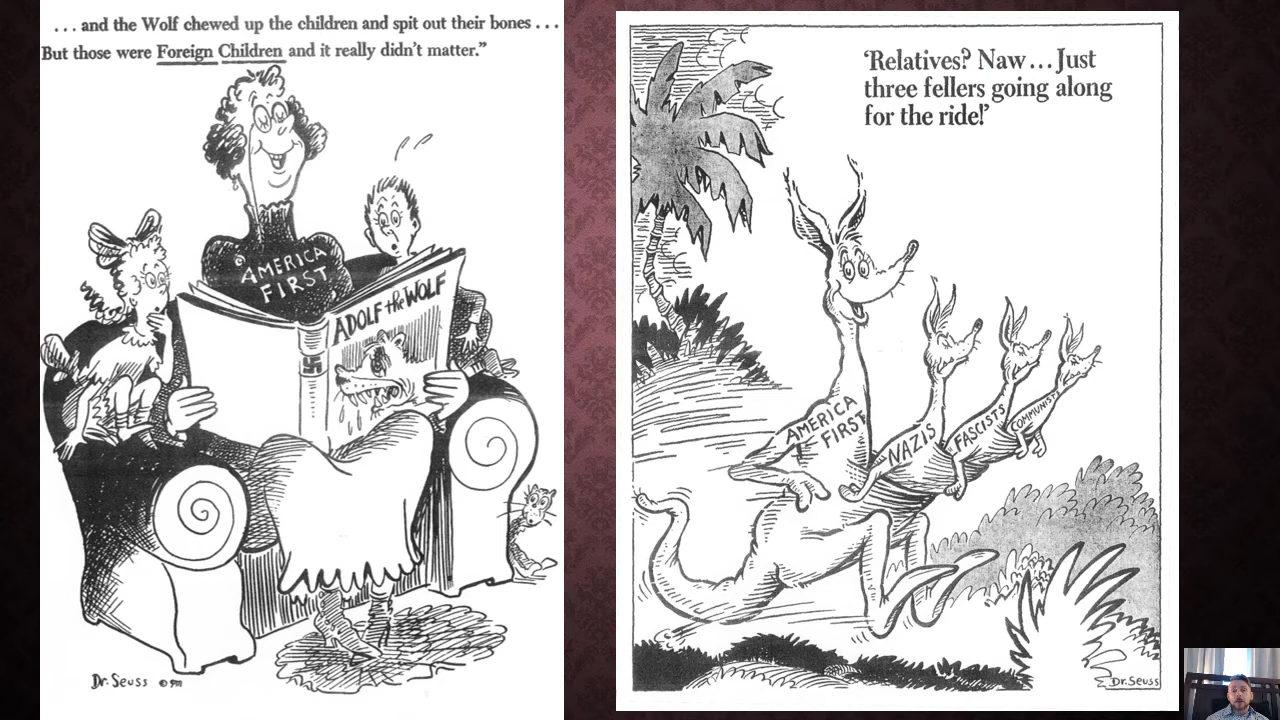 ... and the Wolf chewed up the children and spit out their bones ...
But those were Foreign Children and it really didn't matter."
AMERICA
FIRST
ADOLF the WOLF
Dr. Seuss
'Relatives? Naw... Just
three fellers going along
for the ride!'
AMERICA
FIRST
NAZIS
FASCISTS
COMMUNISTS
Dr. Seuss